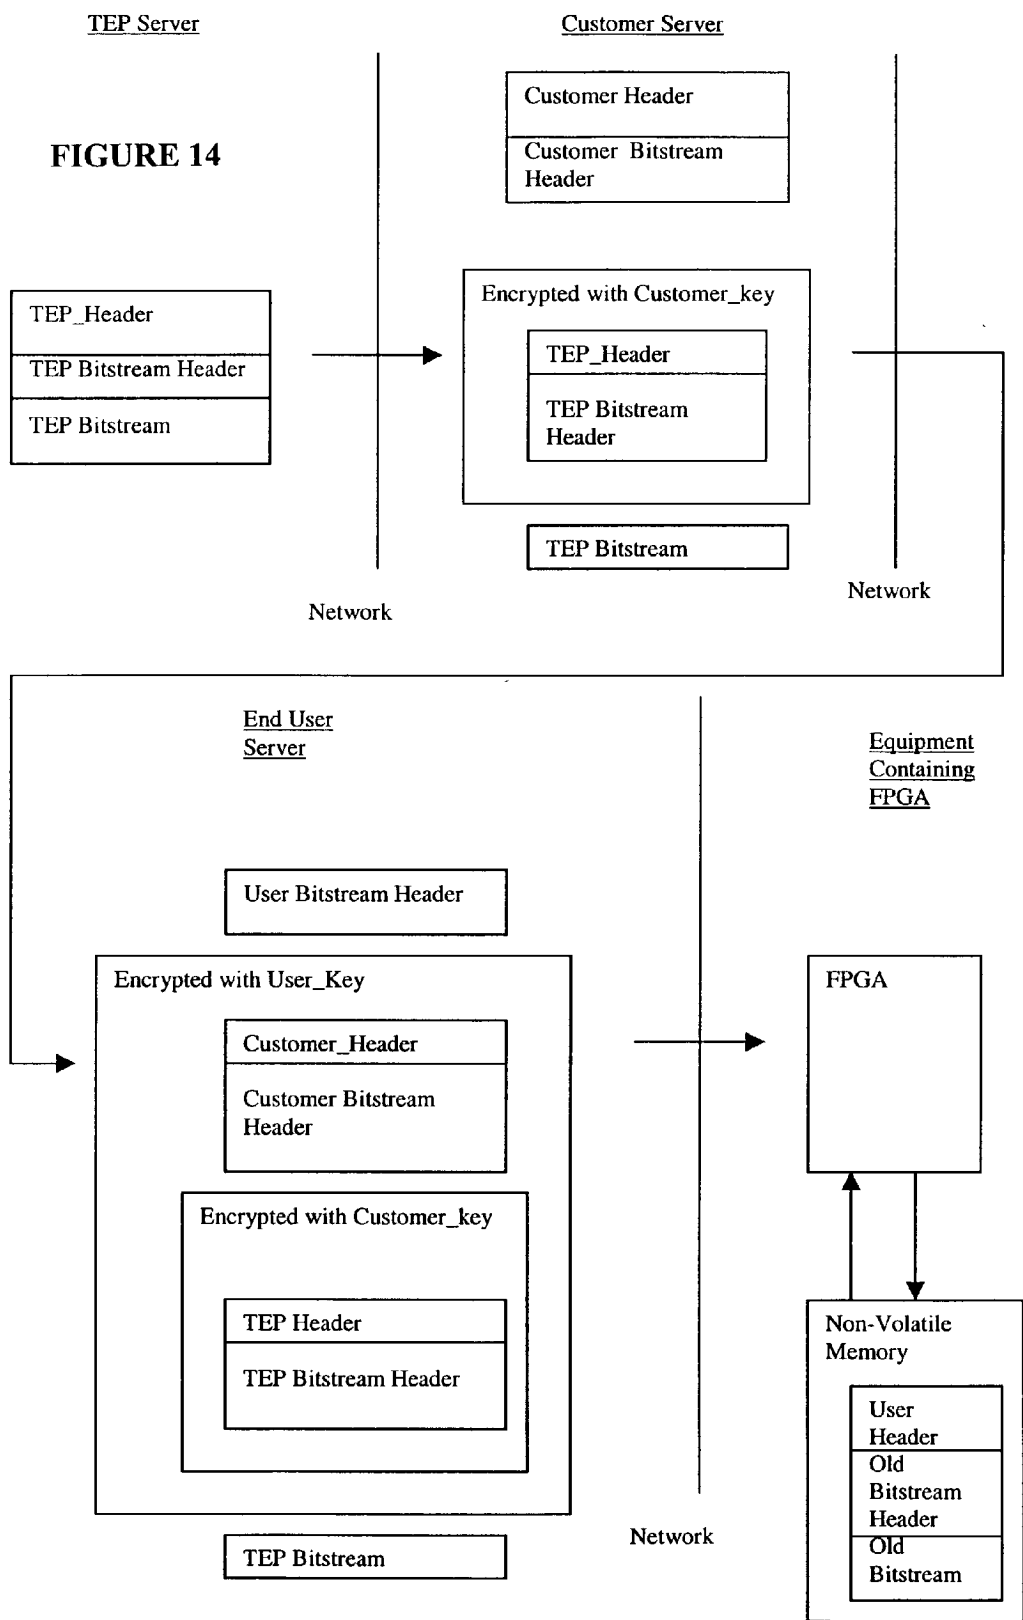 TEP Server
Customer Server
FIGURE 14
Customer Header
Customer Bitstream
Header
TEP_Header
TEP Bitstream Header
TEP Bitstream
Encrypted with Customer_key
TEP_Header
TEP Bitstream
Header
TEP Bitstream
Network
Network
End User
Server
Equipment
Containing
FPGA
User Bitstream Header
Encrypted with User_Key
Customer_Header
Customer Bitstream
Header
Encrypted with Customer_key
TEP Header
TEP Bitstream Header
TEP Bitstream
Network
FPGA
Non-Volatile
Memory
User
Header
Old
Bitstream
Header
Old
Bitstream